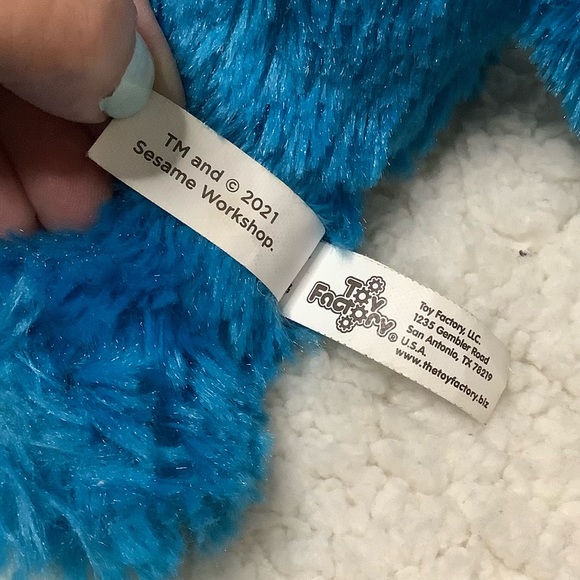 TM and © 2021
Sesame Workshop.
Toy
Factory®
Toy Factory, LLC.
1235 Gembler Road
San Antonio, TX 78219
U.S.A.
www.thetoyfactory.biz